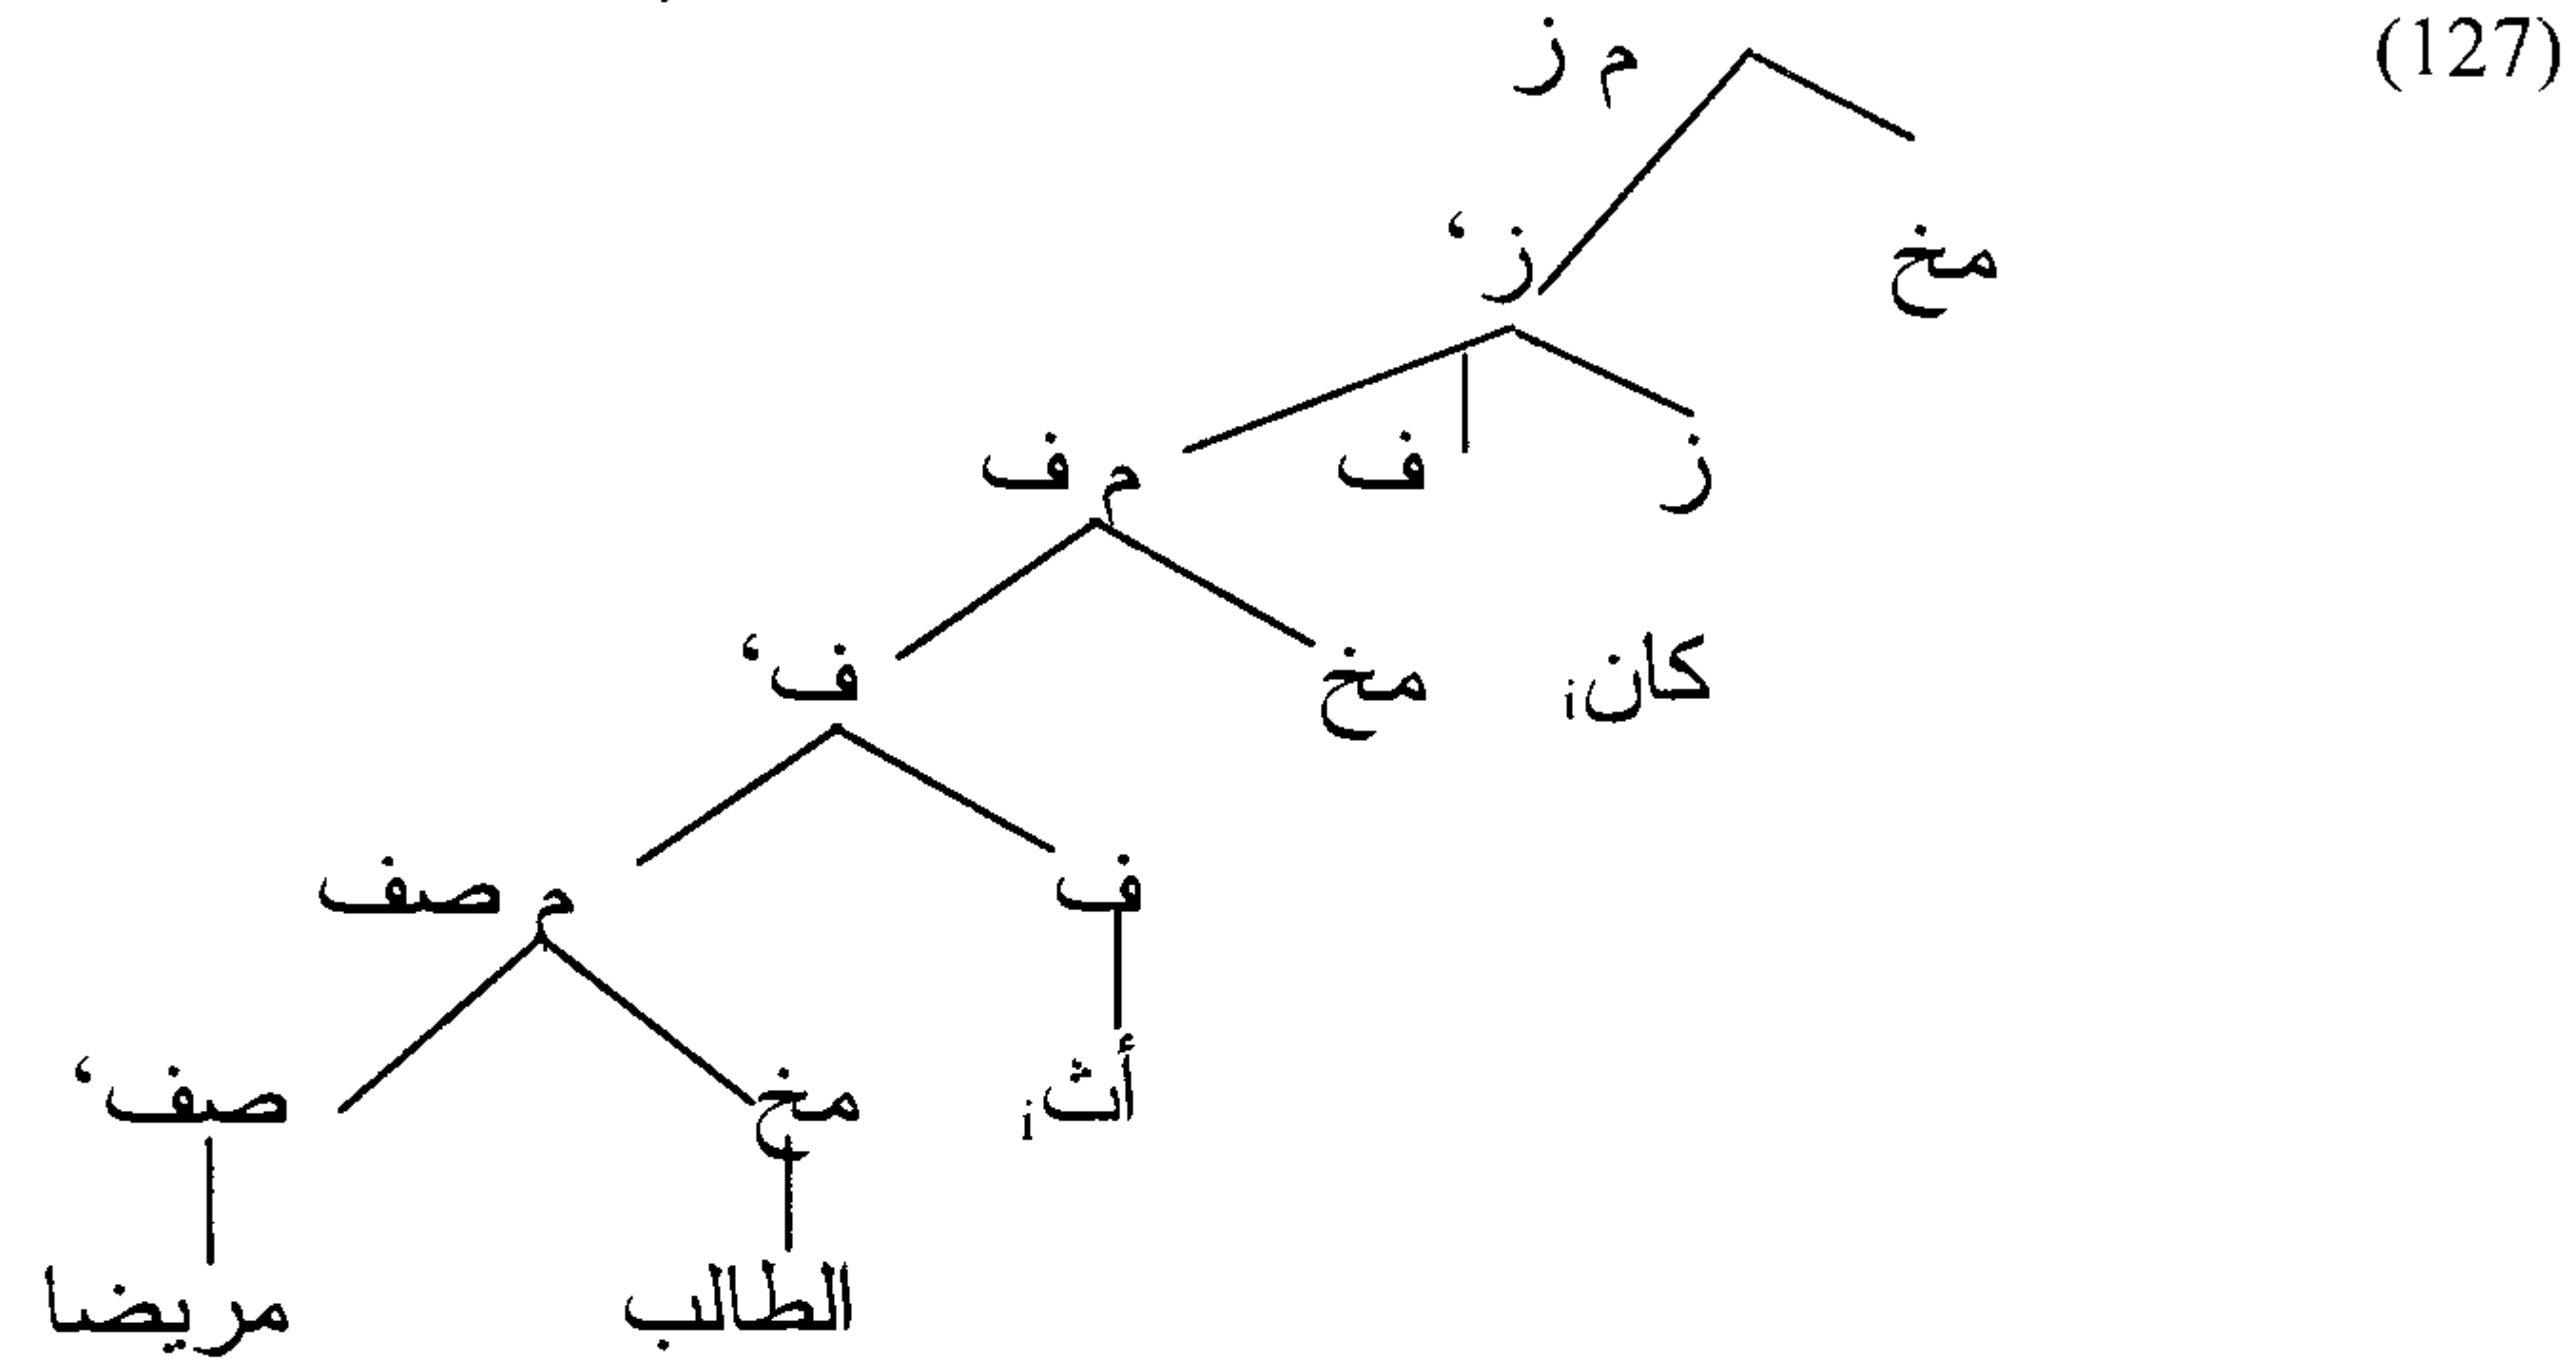 (127)
م ز
مخ ز‘
ز ف م ف
كانi مخ ف‘
ف م صف
أثi مخ صف‘
الطالب مريضا